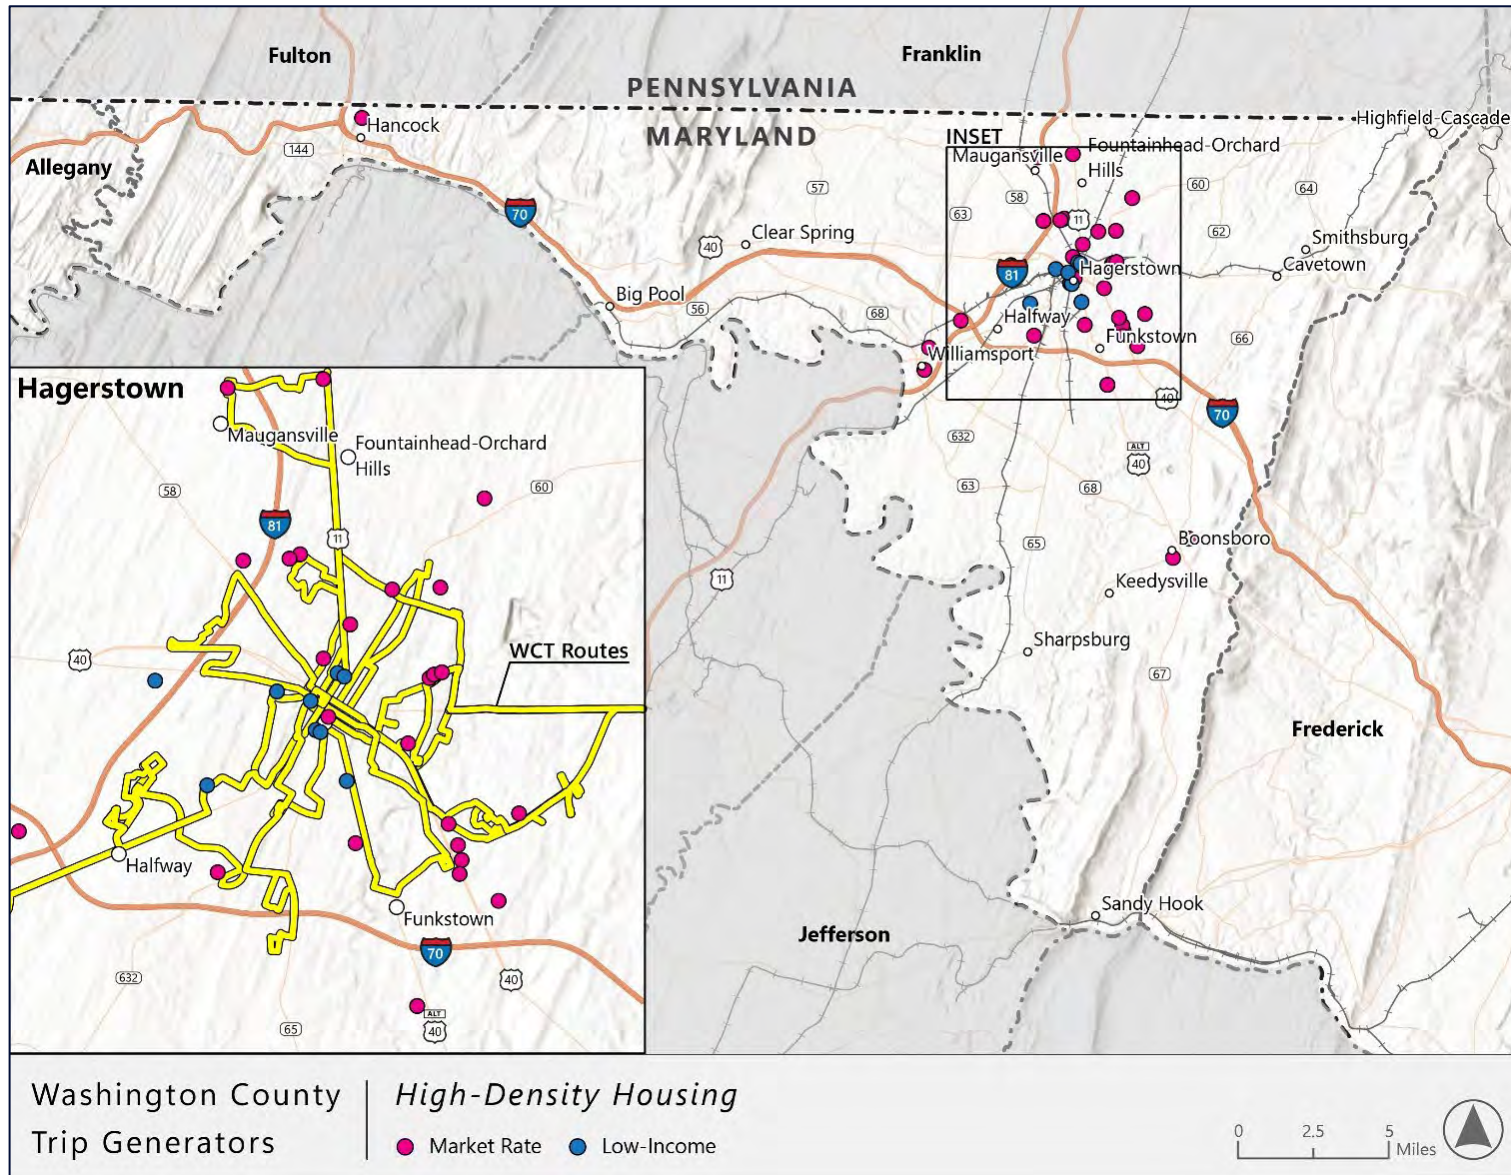 Fulton
Franklin
PENNSYLVANIA
MARYLAND
Highfield-Cascade
Hancock
144
Allegany
INSET
Maugansville
Fountainhead-Orchard
Hills
57
58
60
64
63
11
62
70
Clear Spring
40
Smithsburg
Cavetown
81
Hagerstown
Big Pool
56
68
Halfway
Funkstown
66
Williamsport
40
70
632
ALT
40
63
68
65
Boonsboro
11
Keedysville
Sharpsburg
67
Frederick
Sandy Hook
Jefferson
Hagerstown
Maugansville
Fountainhead-Orchard
Hills
58
60
81
11
40
WCT Routes
Halfway
Funkstown
70
632
40
65
ALT
40
Washington County
Trip Generators
High-Density Housing
Market Rate
Low-Income
0
2.5
5
Miles